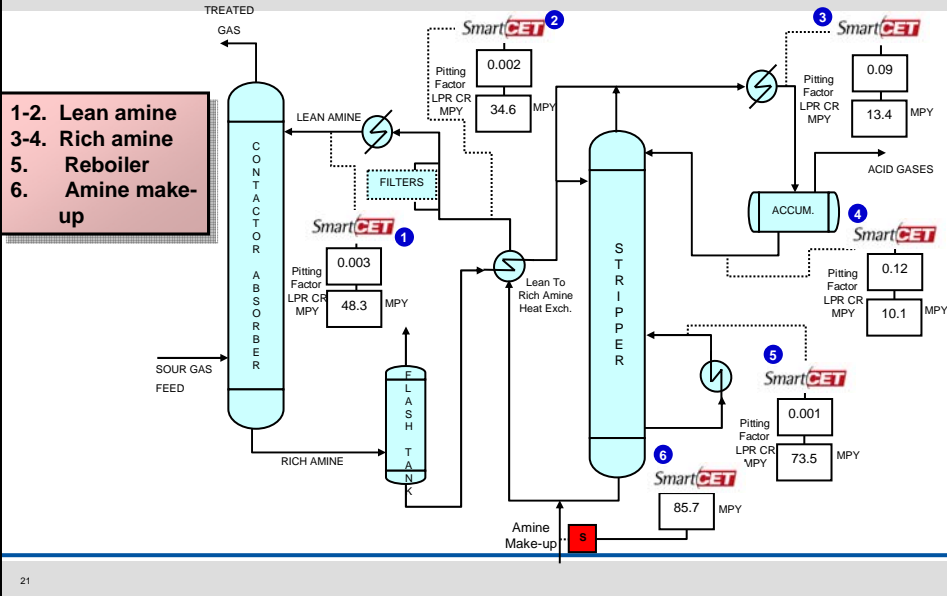 TREATED
GAS
SmartCET
2
0.002
Pitting
Factor
LPR CR
MPY
34.6
MPY
3
SmartCET
0.09
Pitting
Factor
LPR CR
MPY
13.4
MPY
1-2. Lean amine
3-4. Rich amine
5. Reboiler
6. Amine make-
up
LEAN AMINE
FILTERS
CONTACTOR ABSORBER
ACID GASES
ACCUM.
4
SmartCET
0.12
Pitting
Factor
LPR CR
MPY
10.1
MPY
SmartCET
1
0.003
Pitting
Factor
LPR CR
MPY
48.3
MPY
Lean To
Rich Amine
Heat Exch.
STRIPPER
SOUR GAS
FEED
FLASH TANK
RICH AMINE
5
SmartCET
0.001
Pitting
Factor
LPR CR
MPY
73.5
MPY
6
SmartCET
85.7
MPY
Amine
Make-up
S
21